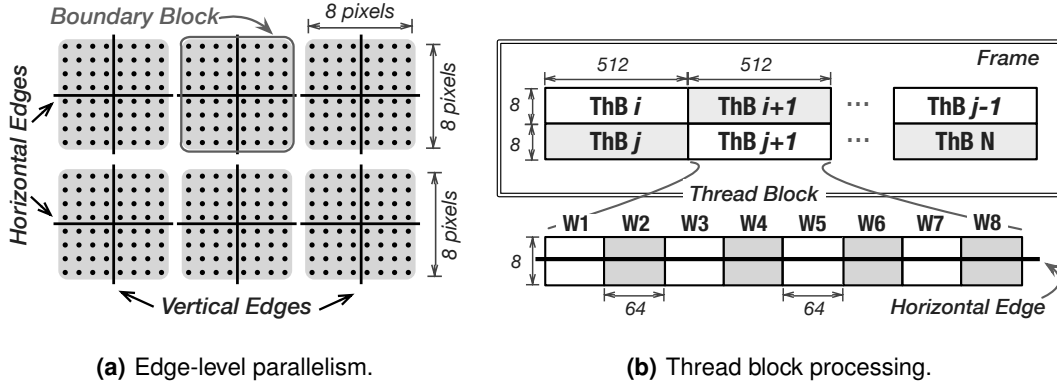 Boundary Block
8 pixels
8 pixels
8 pixels
Horizontal Edges
Vertical Edges
(a) Edge-level parallelism.
Frame
512
512
8
ThB i
ThB i+1
...
ThB j-1
8
ThB j
ThB j+1
...
ThB N
Thread Block
W1 W2 W3 W4 W5 W6 W7 W8
8
64
64
Horizontal Edge
(b) Thread block processing.